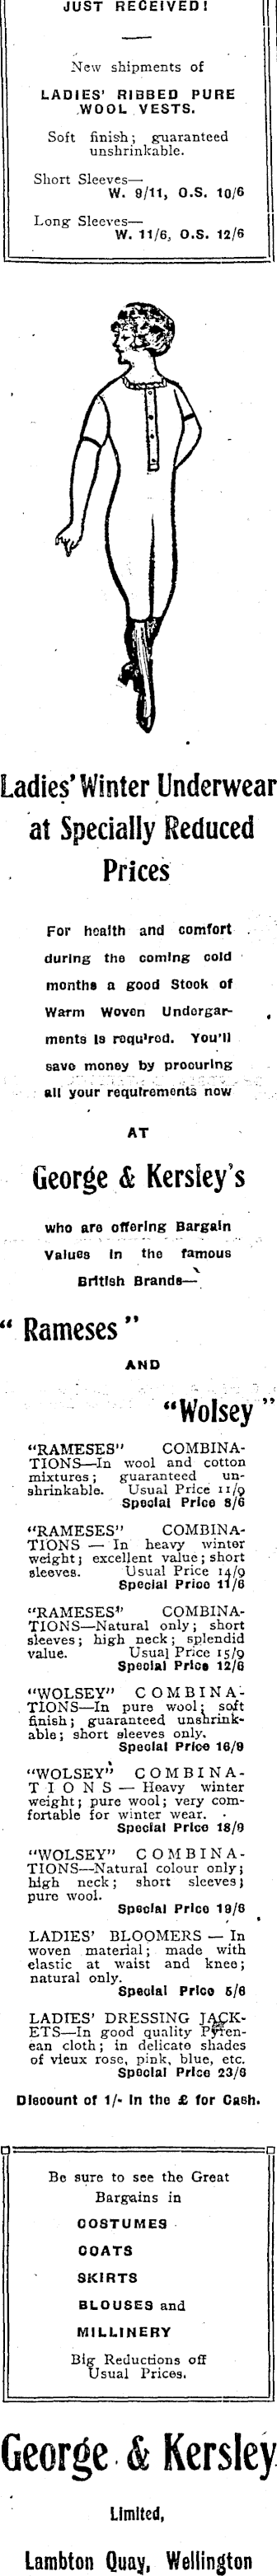 JUST RECEIVED!
New shipments of
LADIES' RIBBED PURE
WOOL VESTS.
Soft finish; guaranteed
unshrinkable.
Short Sleeves—
W. 9/11, O.S. 10/6
Long Sleeves—
W. 11/6, O.S. 12/6
Ladies' Winter Underwear
at Specially Reduced
Prices
For health and comfort
during the coming cold
months a good Stock of
Warm Woven Undergar-
ments is required. You'll
save money by procuring
all your requirements now
AT
George & Kersley's
who are offering Bargain
Values in the famous
British Brands—
"Rameses"
AND
"Wolsey"
"RAMESES" COMBINA-
TIONS—In wool and cotton
mixtures; guaranteed un-
shrinkable. Usual Price 11/9
Special Price 8/6
"RAMESES" COMBINA-
TIONS — In heavy winter
weight; excellent value; short
sleeves. Usual Price 14/9
Special Price 11/6
"RAMESES" COMBINA-
TIONS—Natural only; short
sleeves; high neck; splendid
value. Usual Price 15/9
Special Price 12/6
"WOLSEY" COMBINA-
TIONS—In pure wool; soft
finish; guaranteed unshrink-
able; short sleeves only.
Special Price 16/9
"WOLSEY" COMBINA-
TIONS — Heavy winter
weight; pure wool; very com-
fortable for winter wear.
Special Price 18/9
"WOLSEY" COMBINA-
TIONS—Natural colour only;
high neck; short sleeves;
pure wool.
Special Price 19/6
LADIES' BLOOMERS — In
woven material; made with
elastic at waist and knee;
natural only.
Special Price 5/6
LADIES' DRESSING JACK-
ETS—In good quality Pyren-
ean cloth; in delicate shades
of vieux rose, pink, blue, etc.
Special Price 23/6
Discount of 1/- in the £ for Cash.
Be sure to see the Great
Bargains in
COSTUMES
COATS
SKIRTS
BLOUSES and
MILLINERY
Big Reductions off
Usual Prices.
George & Kersley
Limited,
Lambton Quay, Wellington